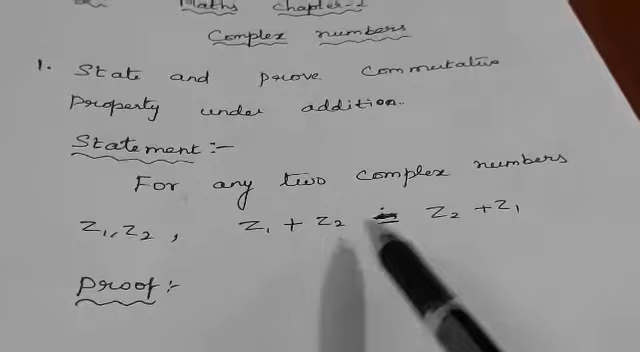 Maths Chapter-2
Complex numbers
1. State and prove Commutative
Property under addition.
Statement :-
For any two complex numbers
Z₁, Z₂, Z₁ + Z₂ = Z₂ + Z₁
Proof :-